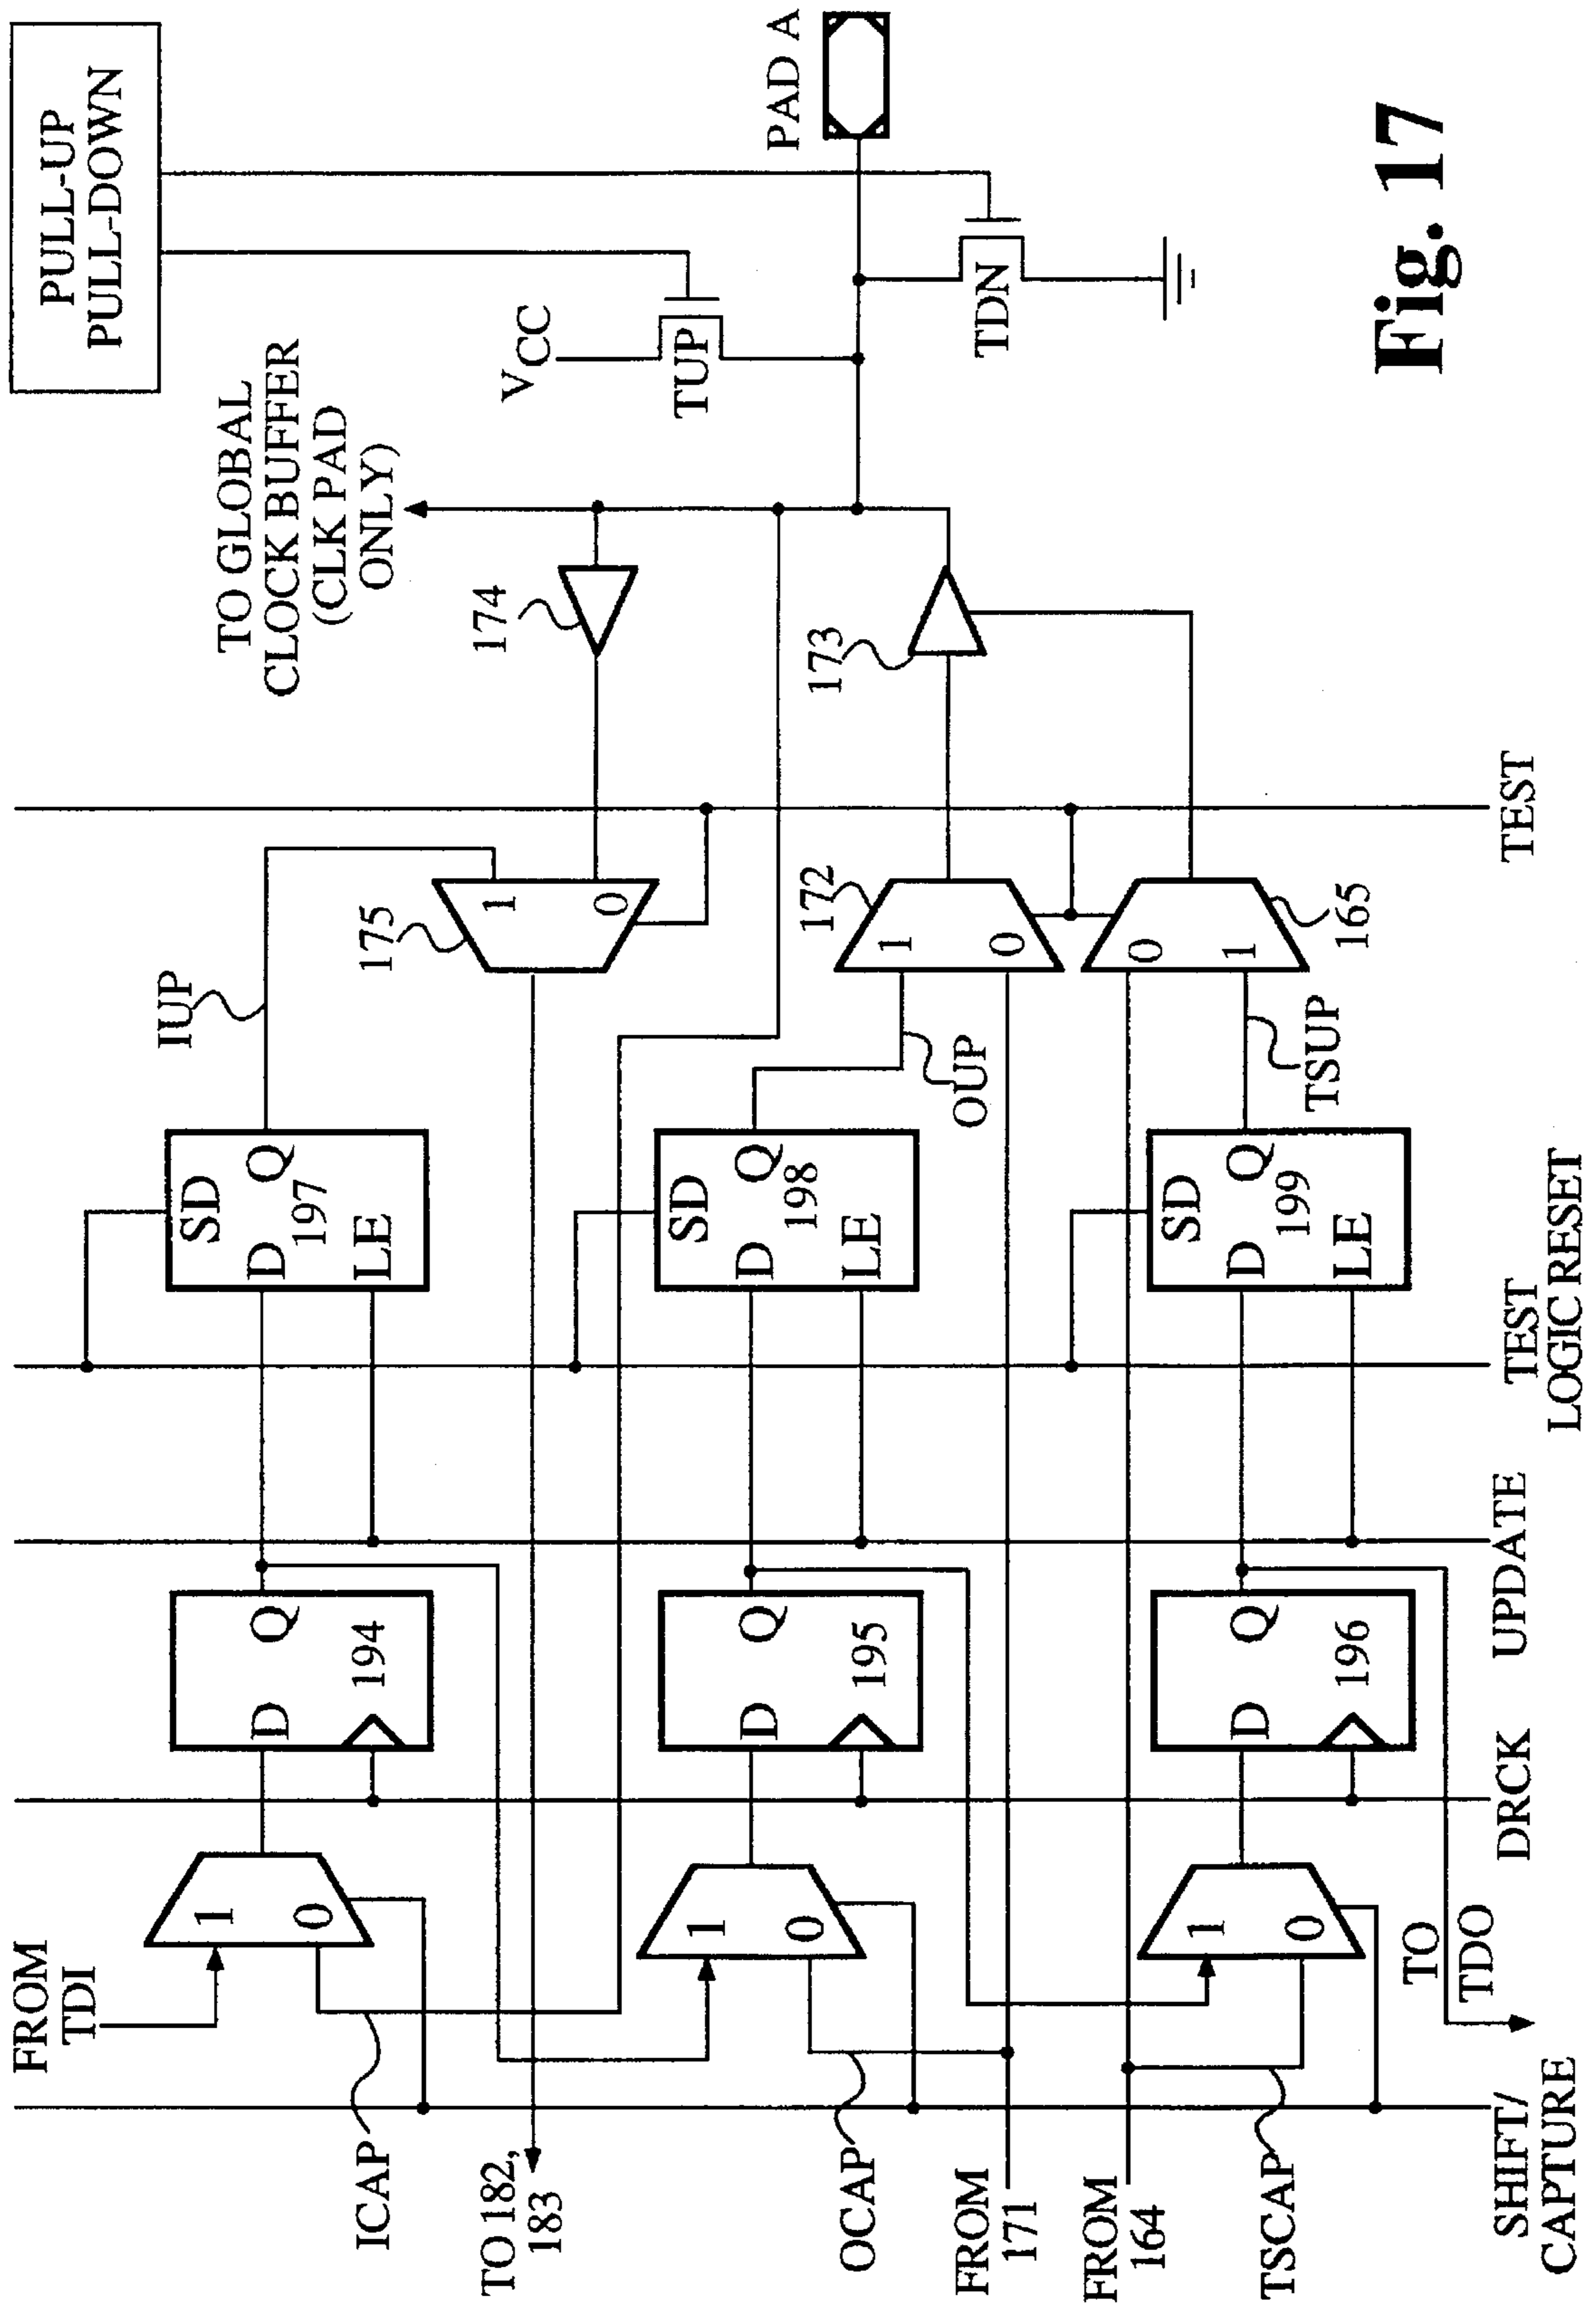 PULL-UP
PULL-DOWN
TO GLOBAL
CLOCK BUFFER
(CLK PAD
ONLY)
VCC
TUP
TDN
PAD A
174
173
FROM
TDI
1
0
ICAP
D
Q
194
SD
D
Q
197
LE
IUP
175
1
0
TO 182,
183
1
0
OCAP
D
Q
195
SD
D
Q
198
LE
OUP
172
1
0
FROM
171
FROM
164
1
0
TSCAP
D
Q
196
SD
D
Q
199
LE
TSUP
0
1
165
TO
TDO
SHIFT/
CAPTURE
DRCK
UPDATE
TEST
LOGIC RESET
TEST
Fig. 17